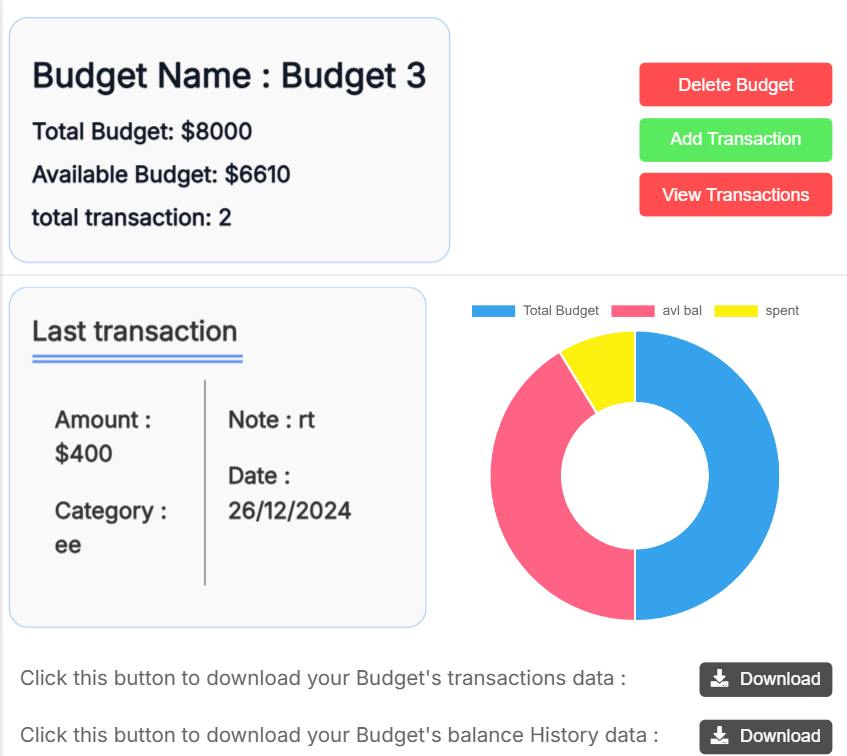 Budget Name : Budget 3
Total Budget: $8000
Available Budget: $6610
total transaction: 2
Delete Budget
Add Transaction
View Transactions
Last transaction
Amount :
$400
Category :
ee
Note : rt
Date :
26/12/2024
Total Budget
avl bal
spent
Click this button to download your Budget's transactions data :
Download
Click this button to download your Budget's balance History data :
Download